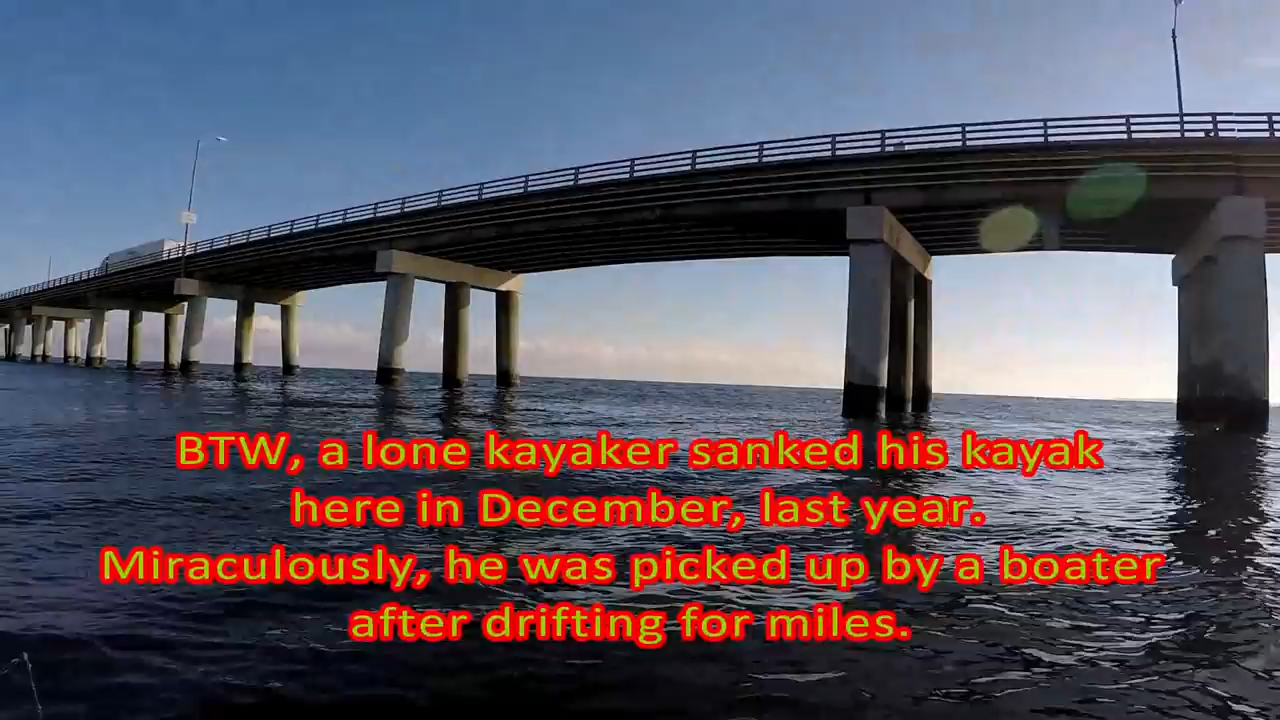 BTW, a lone kayaker sanked his kayak
here in December, last year.
Miraculously, he was picked up by a boater
after drifting for miles.